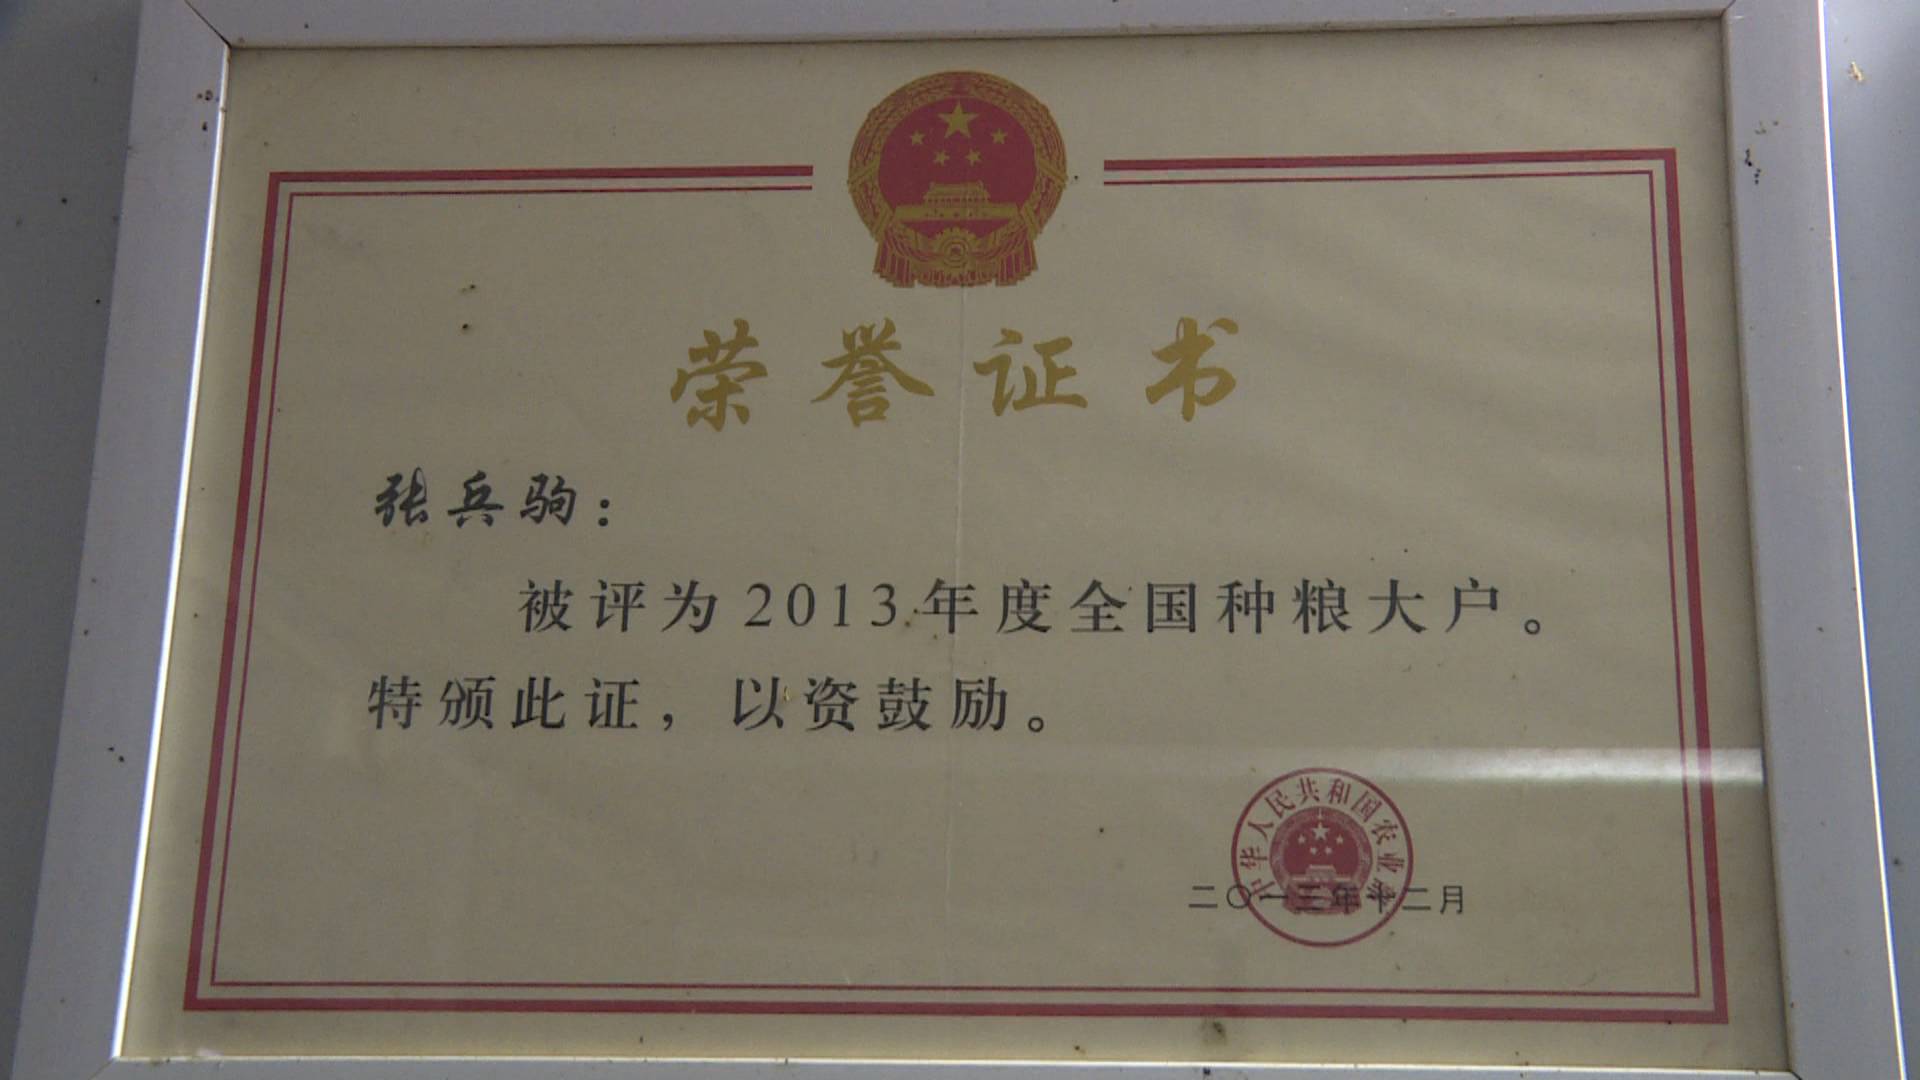 荣誉证书
张兵驹：
被评为2013年度全国种粮大户。
特颁此证，以资鼓励。
中华人民共和国农业部
二〇一三年十二月